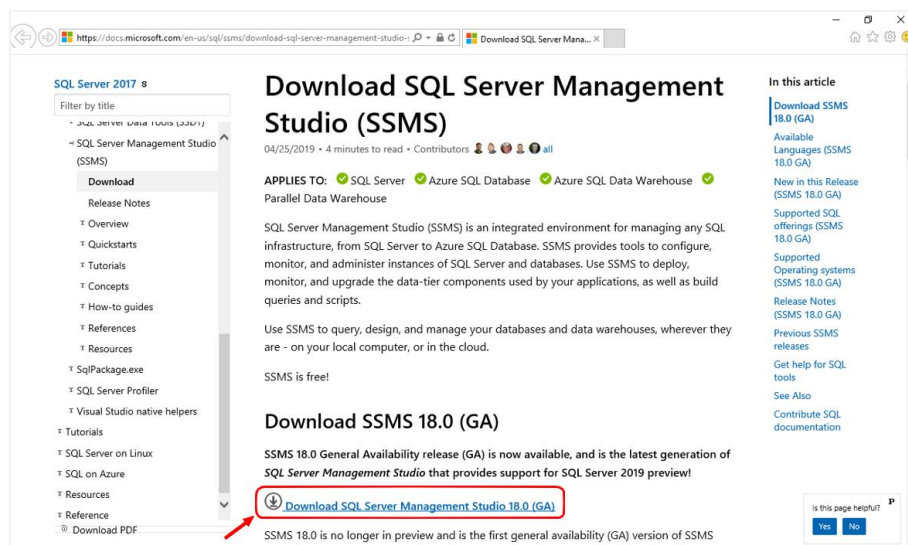 https://docs.microsoft.com/en-us/sql/ssms/download-sql-server-management-studio-s
Download SQL Server Mana...
SQL Server 2017
Filter by title
SQL Server Data Tools (SSDT)
SQL Server Management Studio
(SSMS)
Download
Release Notes
Overview
Quickstarts
Tutorials
Concepts
How-to guides
References
Resources
SqlPackage.exe
SQL Server Profiler
Visual Studio native helpers
Tutorials
SQL Server on Linux
SQL on Azure
Resources
Reference
Download PDF
Download SQL Server Management
Studio (SSMS)
04/25/2019 • 4 minutes to read • Contributors all
APPLIES TO: SQL Server Azure SQL Database Azure SQL Data Warehouse
Parallel Data Warehouse
SQL Server Management Studio (SSMS) is an integrated environment for managing any SQL
infrastructure, from SQL Server to Azure SQL Database. SSMS provides tools to configure,
monitor, and administer instances of SQL Server and databases. Use SSMS to deploy,
monitor, and upgrade the data-tier components used by your applications, as well as build
queries and scripts.
Use SSMS to query, design, and manage your databases and data warehouses, wherever they
are - on your local computer, or in the cloud.
SSMS is free!
Download SSMS 18.0 (GA)
SSMS 18.0 General Availability release (GA) is now available, and is the latest generation of
SQL Server Management Studio that provides support for SQL Server 2019 preview!
Download SQL Server Management Studio 18.0 (GA)
SSMS 18.0 is no longer in preview and is the first general availability (GA) version of SSMS
In this article
Download SSMS
18.0 (GA)
Available
Languages (SSMS
18.0 GA)
New in this Release
(SSMS 18.0 GA)
Supported SQL
offerings (SSMS
18.0 GA)
Supported
Operating systems
(SSMS 18.0 GA)
Release Notes
(SSMS 18.0 GA)
Previous SSMS
releases
Get help for SQL
tools
See Also
Contribute SQL
documentation
Is this page helpful?
Yes No